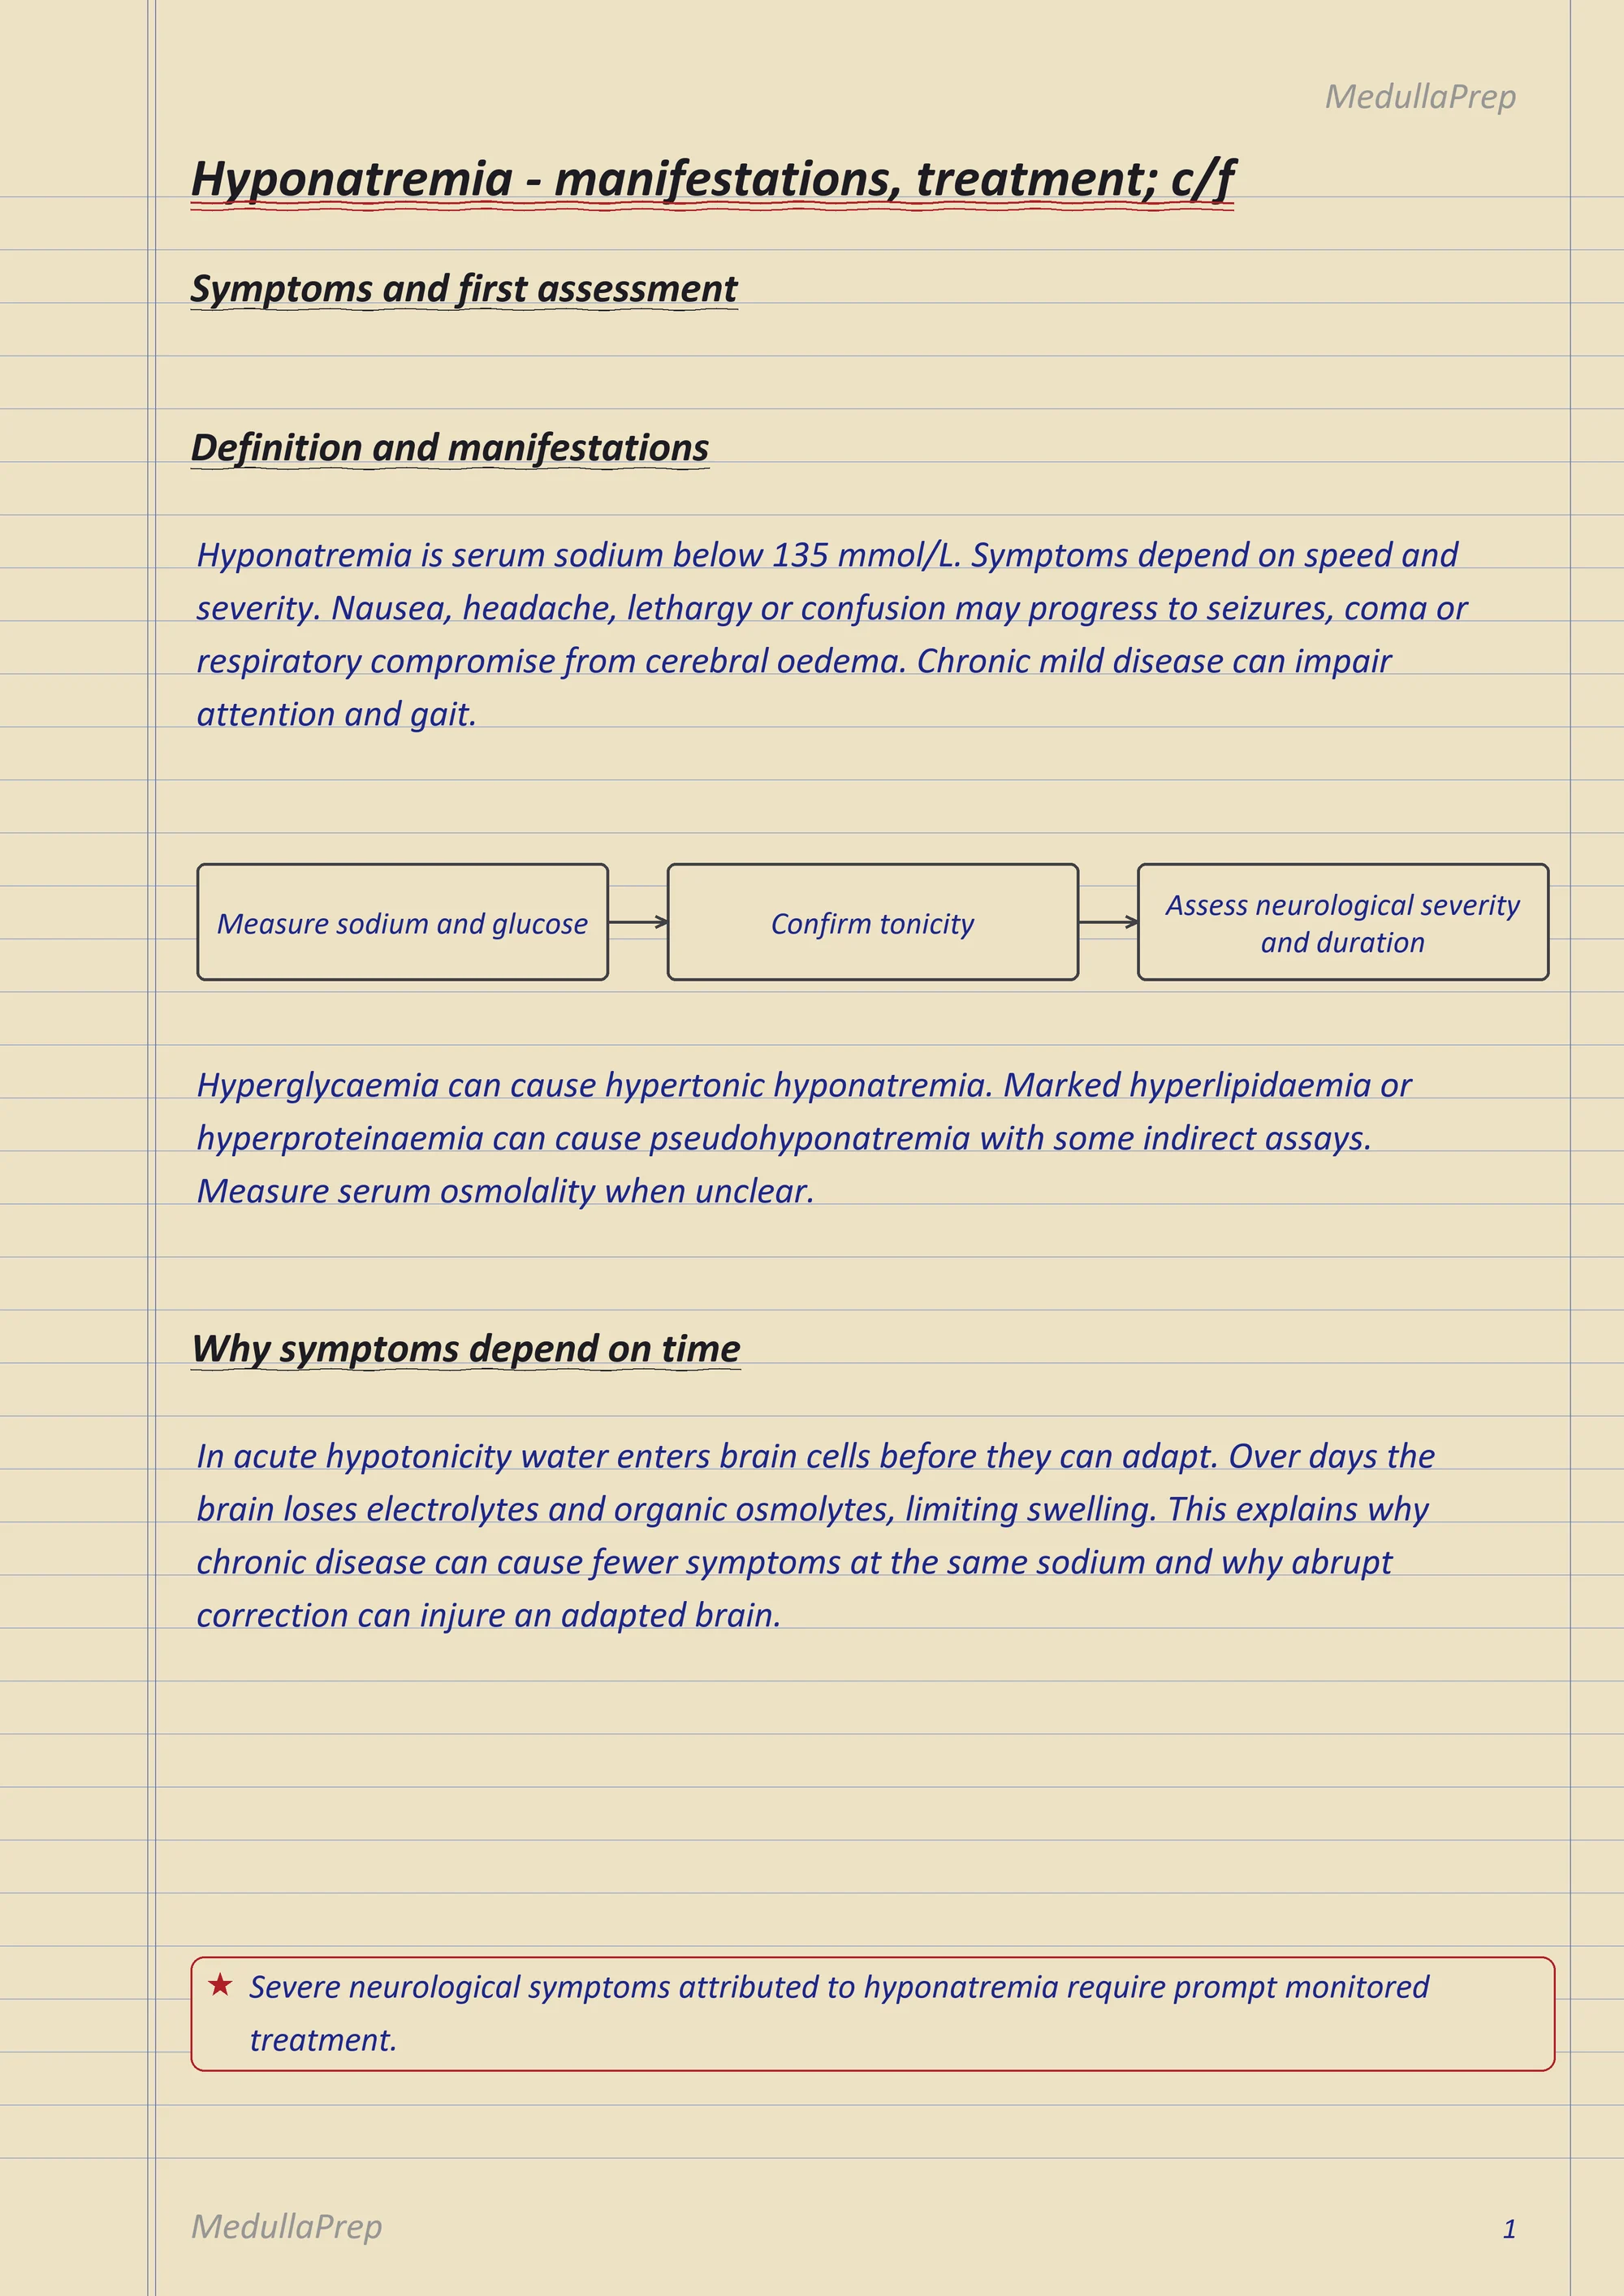 MedullaPrep
Hyponatremia - manifestations, treatment; c/f
Symptoms and first assessment
Definition and manifestations
Hyponatremia is serum sodium below 135 mmol/L. Symptoms depend on speed and
severity. Nausea, headache, lethargy or confusion may progress to seizures, coma or
respiratory compromise from cerebral oedema. Chronic mild disease can impair
attention and gait.
Measure sodium and glucose
Confirm tonicity
Assess neurological severity
and duration
Hyperglycaemia can cause hypertonic hyponatremia. Marked hyperlipidaemia or
hyperproteinaemia can cause pseudohyponatremia with some indirect assays.
Measure serum osmolality when unclear.
Why symptoms depend on time
In acute hypotonicity water enters brain cells before they can adapt. Over days the
brain loses electrolytes and organic osmolytes, limiting swelling. This explains why
chronic disease can cause fewer symptoms at the same sodium and why abrupt
correction can injure an adapted brain.
★ Severe neurological symptoms attributed to hyponatremia require prompt monitored
treatment.
MedullaPrep
1